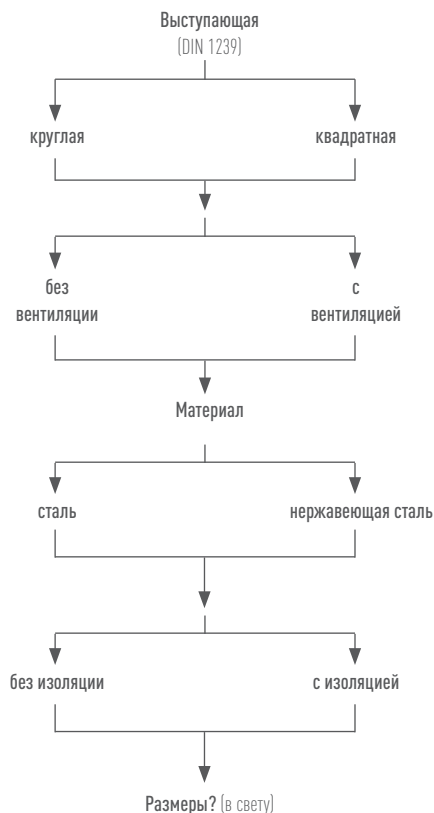 Выступающая
(DIN 1239)
круглая квадратная
без с
вентиляции вентиляцией
Материал
сталь нержавеющая сталь
без изоляции с изоляцией
Размеры? (в свету)